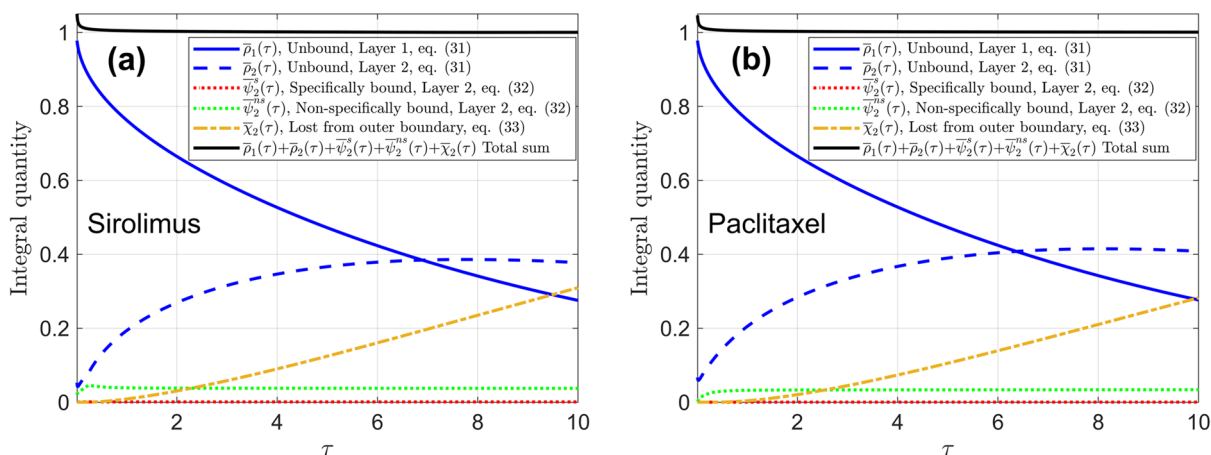 (a)
ρ̅₁(τ), Unbound, Layer 1, eq. (31)
ρ̅₂(τ), Unbound, Layer 2, eq. (31)
ψ̅₂ˢ(τ), Specifically bound, Layer 2, eq. (32)
ψ̅₂ⁿˢ(τ), Non-specifically bound, Layer 2, eq. (32)
χ̅₂(τ), Lost from outer boundary, eq. (33)
ρ̅₁(τ)+ρ̅₂(τ)+ψ̅₂ˢ(τ)+ψ̅₂ⁿˢ(τ)+χ̅₂(τ) Total sum
Sirolimus
Integral quantity
1
0.8
0.6
0.4
0.2
0
2 4 6 8 10
τ
(b)
ρ̅₁(τ), Unbound, Layer 1, eq. (31)
ρ̅₂(τ), Unbound, Layer 2, eq. (31)
ψ̅₂ˢ(τ), Specifically bound, Layer 2, eq. (32)
ψ̅₂ⁿˢ(τ), Non-specifically bound, Layer 2, eq. (32)
χ̅₂(τ), Lost from outer boundary, eq. (33)
ρ̅₁(τ)+ρ̅₂(τ)+ψ̅₂ˢ(τ)+ψ̅₂ⁿˢ(τ)+χ̅₂(τ) Total sum
Paclitaxel
Integral quantity
1
0.8
0.6
0.4
0.2
0
2 4 6 8 10
τ